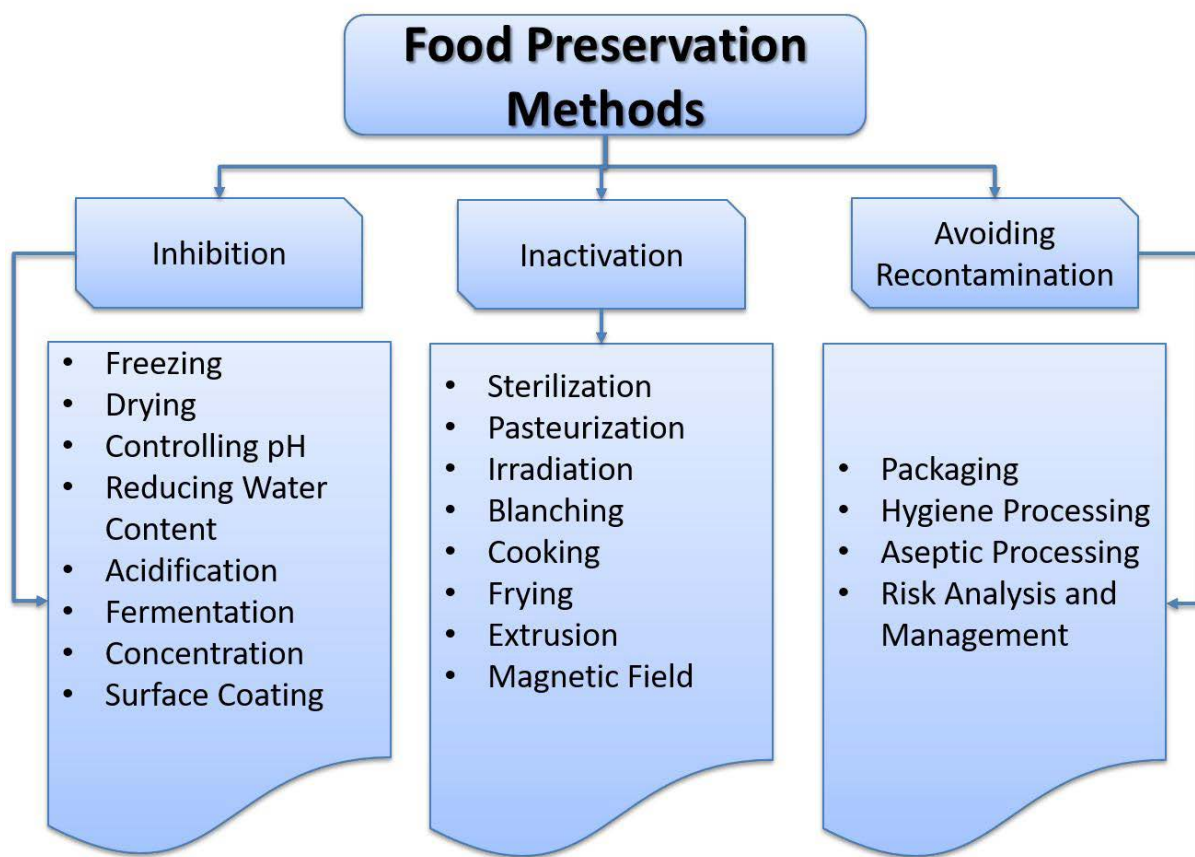 Food Preservation
Methods
Inhibition
Inactivation
Avoiding
Recontamination
• Freezing
• Drying
• Controlling pH
• Reducing Water
Content
• Acidification
• Fermentation
• Concentration
• Surface Coating
• Sterilization
• Pasteurization
• Irradiation
• Blanching
• Cooking
• Frying
• Extrusion
• Magnetic Field
• Packaging
• Hygiene Processing
• Aseptic Processing
• Risk Analysis and
Management